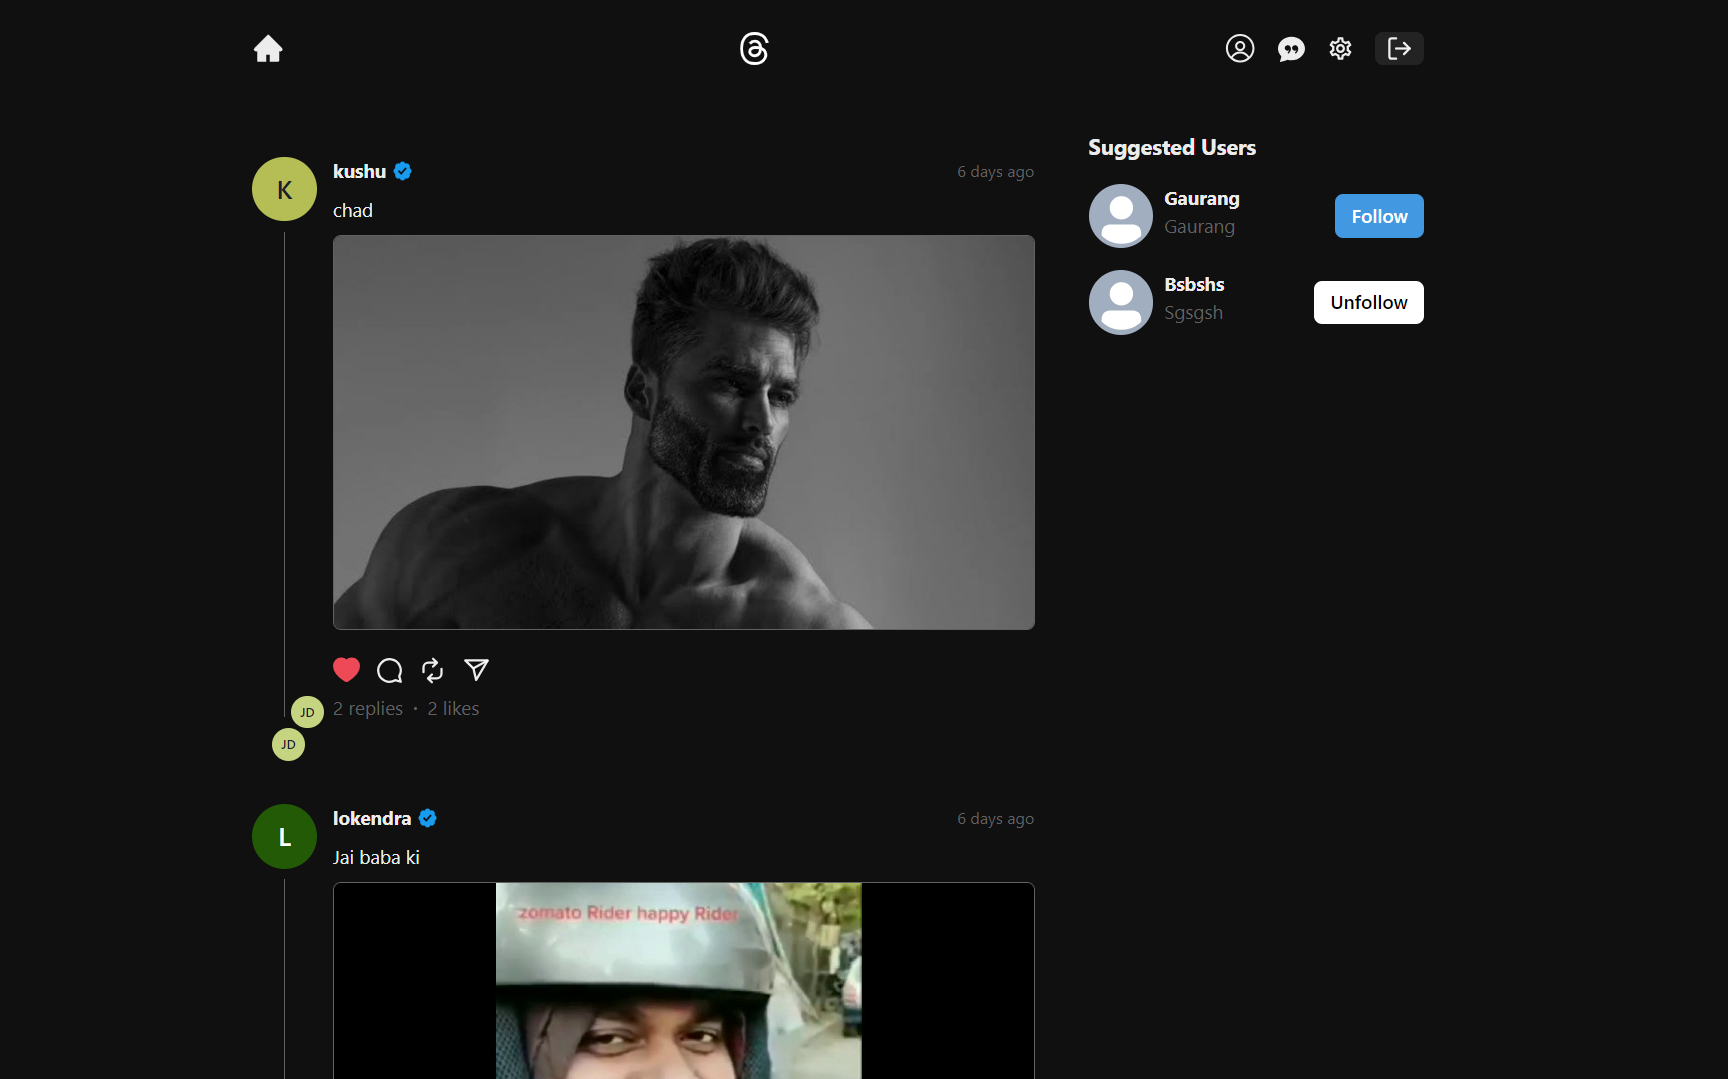 K
kushu
6 days ago
chad
2 replies · 2 likes
JD
JD
L
lokendra
6 days ago
Jai baba ki
zomato Rider happy Rider
Suggested Users
Gaurang
Gaurang
Follow
Bsbshs
Sgsgsh
Unfollow